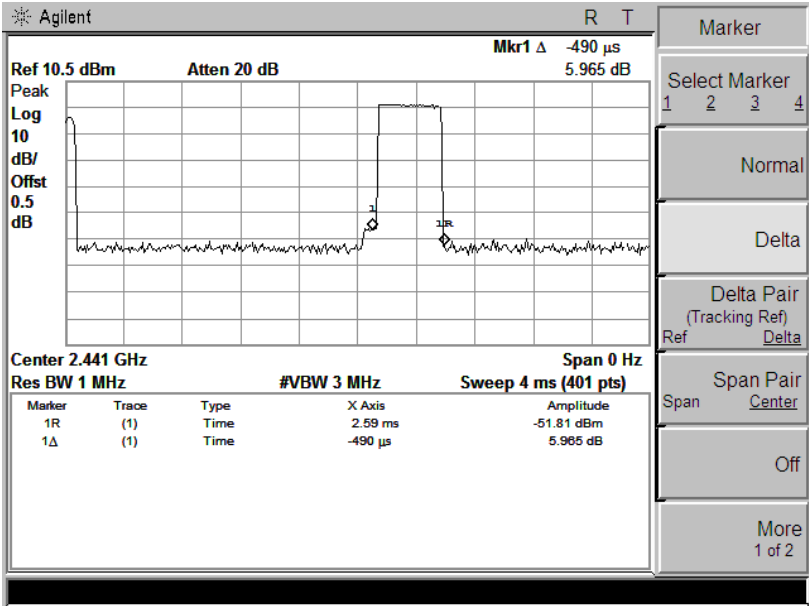 Agilent R T
Mkr1 Δ -490 μs
Ref 10.5 dBm Atten 20 dB 5.965 dB
Peak
Log
10
dB/
Offst
0.5
dB
1
1R
Center 2.441 GHz Span 0 Hz
Res BW 1 MHz #VBW 3 MHz Sweep 4 ms (401 pts)
Marker Trace Type X Axis Amplitude
1R (1) Time 2.59 ms -51.81 dBm
1Δ (1) Time -490 μs 5.965 dB
Marker
Select Marker
1 2 3 4
Normal
Delta
Delta Pair
(Tracking Ref)
Ref Delta
Span Pair
Span Center
Off
More
1 of 2